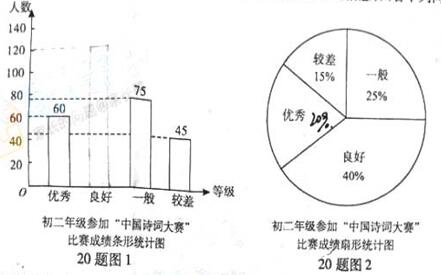 人数
140
120
100
80
60
40
20
O
60
75
45
优秀
良好
一般
较差
等级
初二年级参加“中国诗词大赛”
比赛成绩条形统计图
20题图1
较差
15%
一般
25%
优秀
20%
良好
40%
初二年级参加“中国诗词大赛”
比赛成绩扇形统计图
20题图2